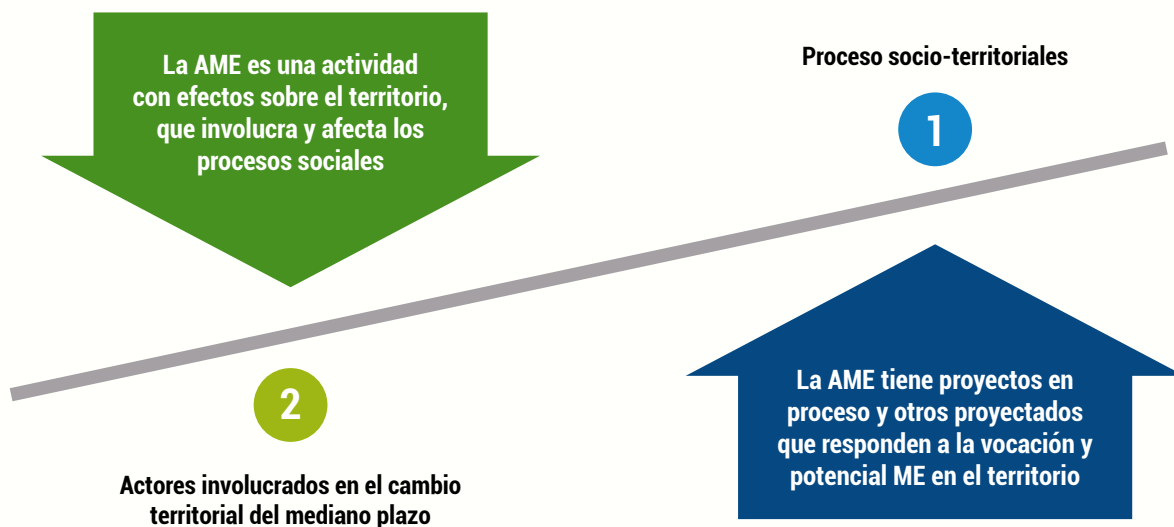 La AME es una actividad
con efectos sobre el territorio,
que involucra y afecta los
procesos sociales
Proceso socio-territoriales
1
2
Actores involucrados en el cambio
territorial del mediano plazo
La AME tiene proyectos en
proceso y otros proyectados
que responden a la vocación y
potencial ME en el territorio